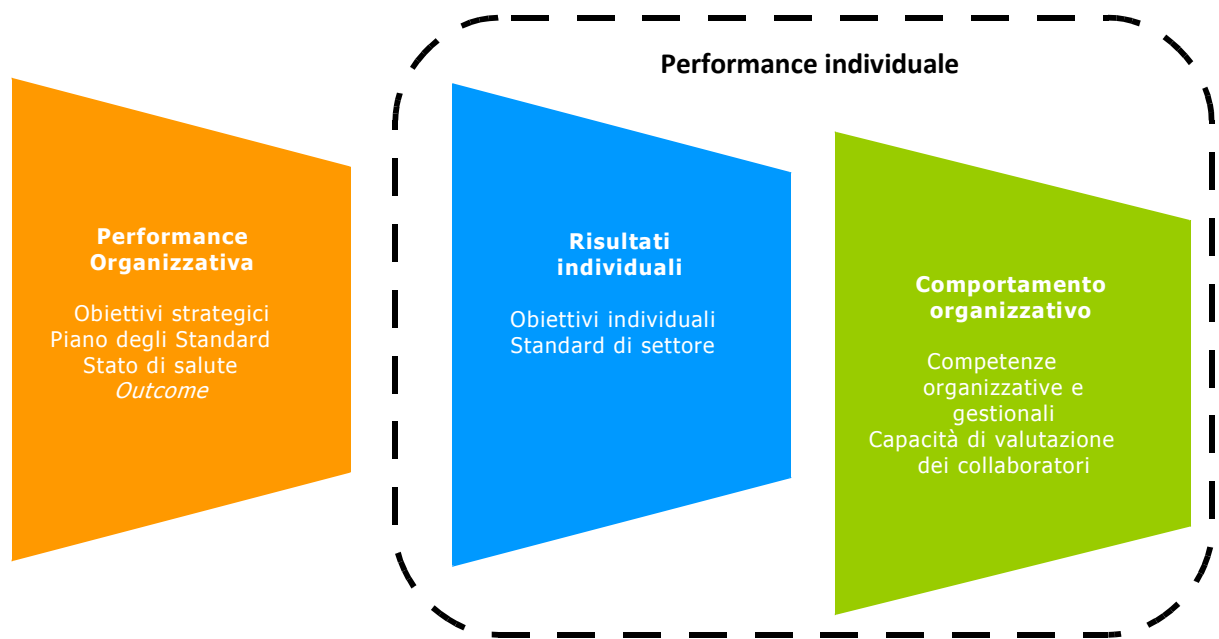 Performance individuale
Performance
Organizzativa
Obiettivi strategici
Piano degli Standard
Stato di salute
Outcome
Risultati
individuali
Obiettivi individuali
Standard di settore
Comportamento
organizzativo
Competenze
organizzative e
gestionali
Capacità di valutazione
dei collaboratori